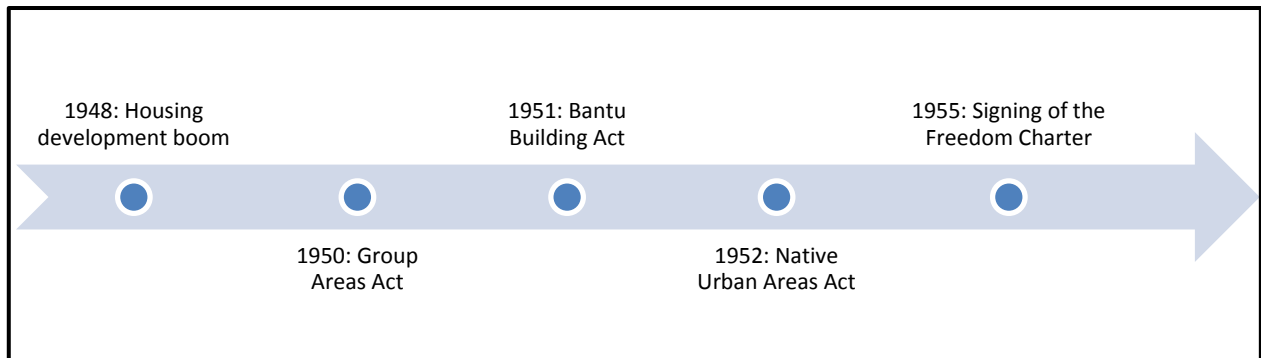 1948: Housing
development boom
1950: Group
Areas Act
1951: Bantu
Building Act
1952: Native
Urban Areas Act
1955: Signing of the
Freedom Charter